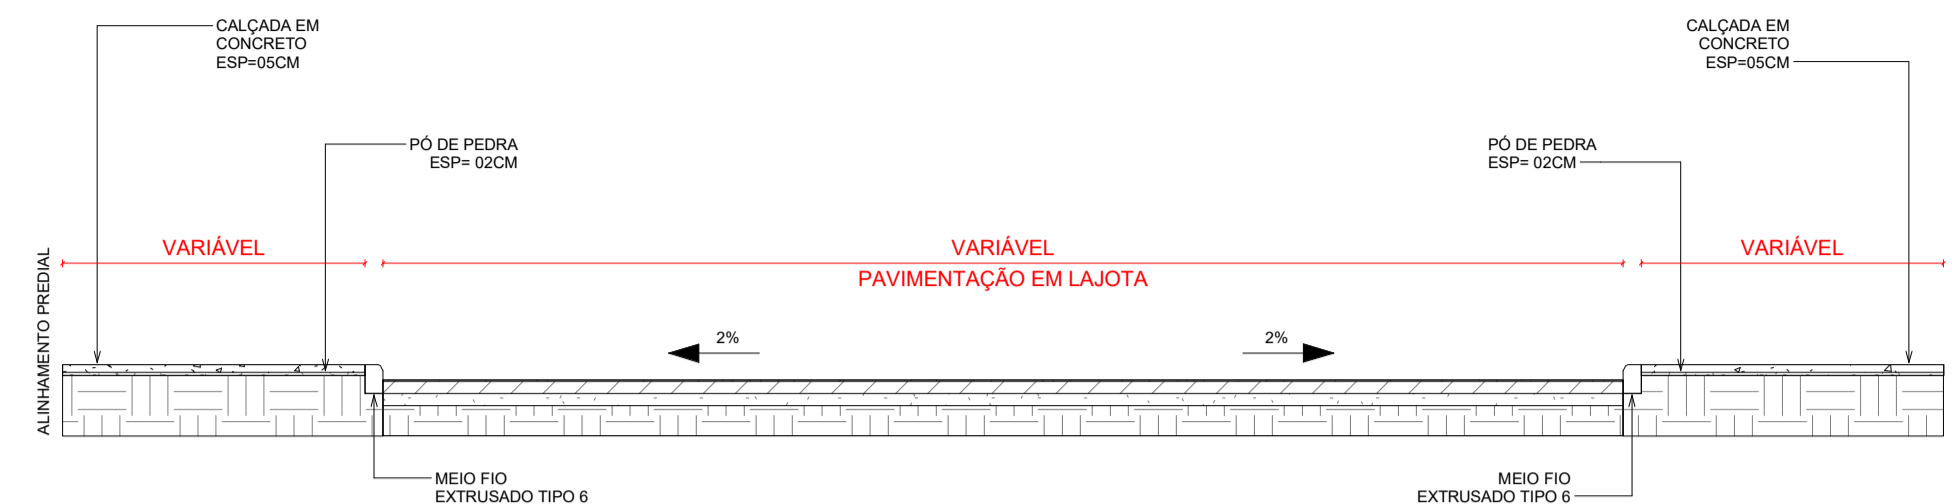 CALÇADA EM
CONCRETO
ESP=05CM
CALÇADA EM
CONCRETO
ESP=05CM
PÓ DE PEDRA
ESP= 02CM
PÓ DE PEDRA
ESP= 02CM
ALINHAMENTO PREDIAL
VARIÁVEL
VARIÁVEL
VARIÁVEL
PAVIMENTAÇÃO EM LAJOTA
2%
2%
MEIO FIO
EXTRUSADO TIPO 6
MEIO FIO
EXTRUSADO TIPO 6